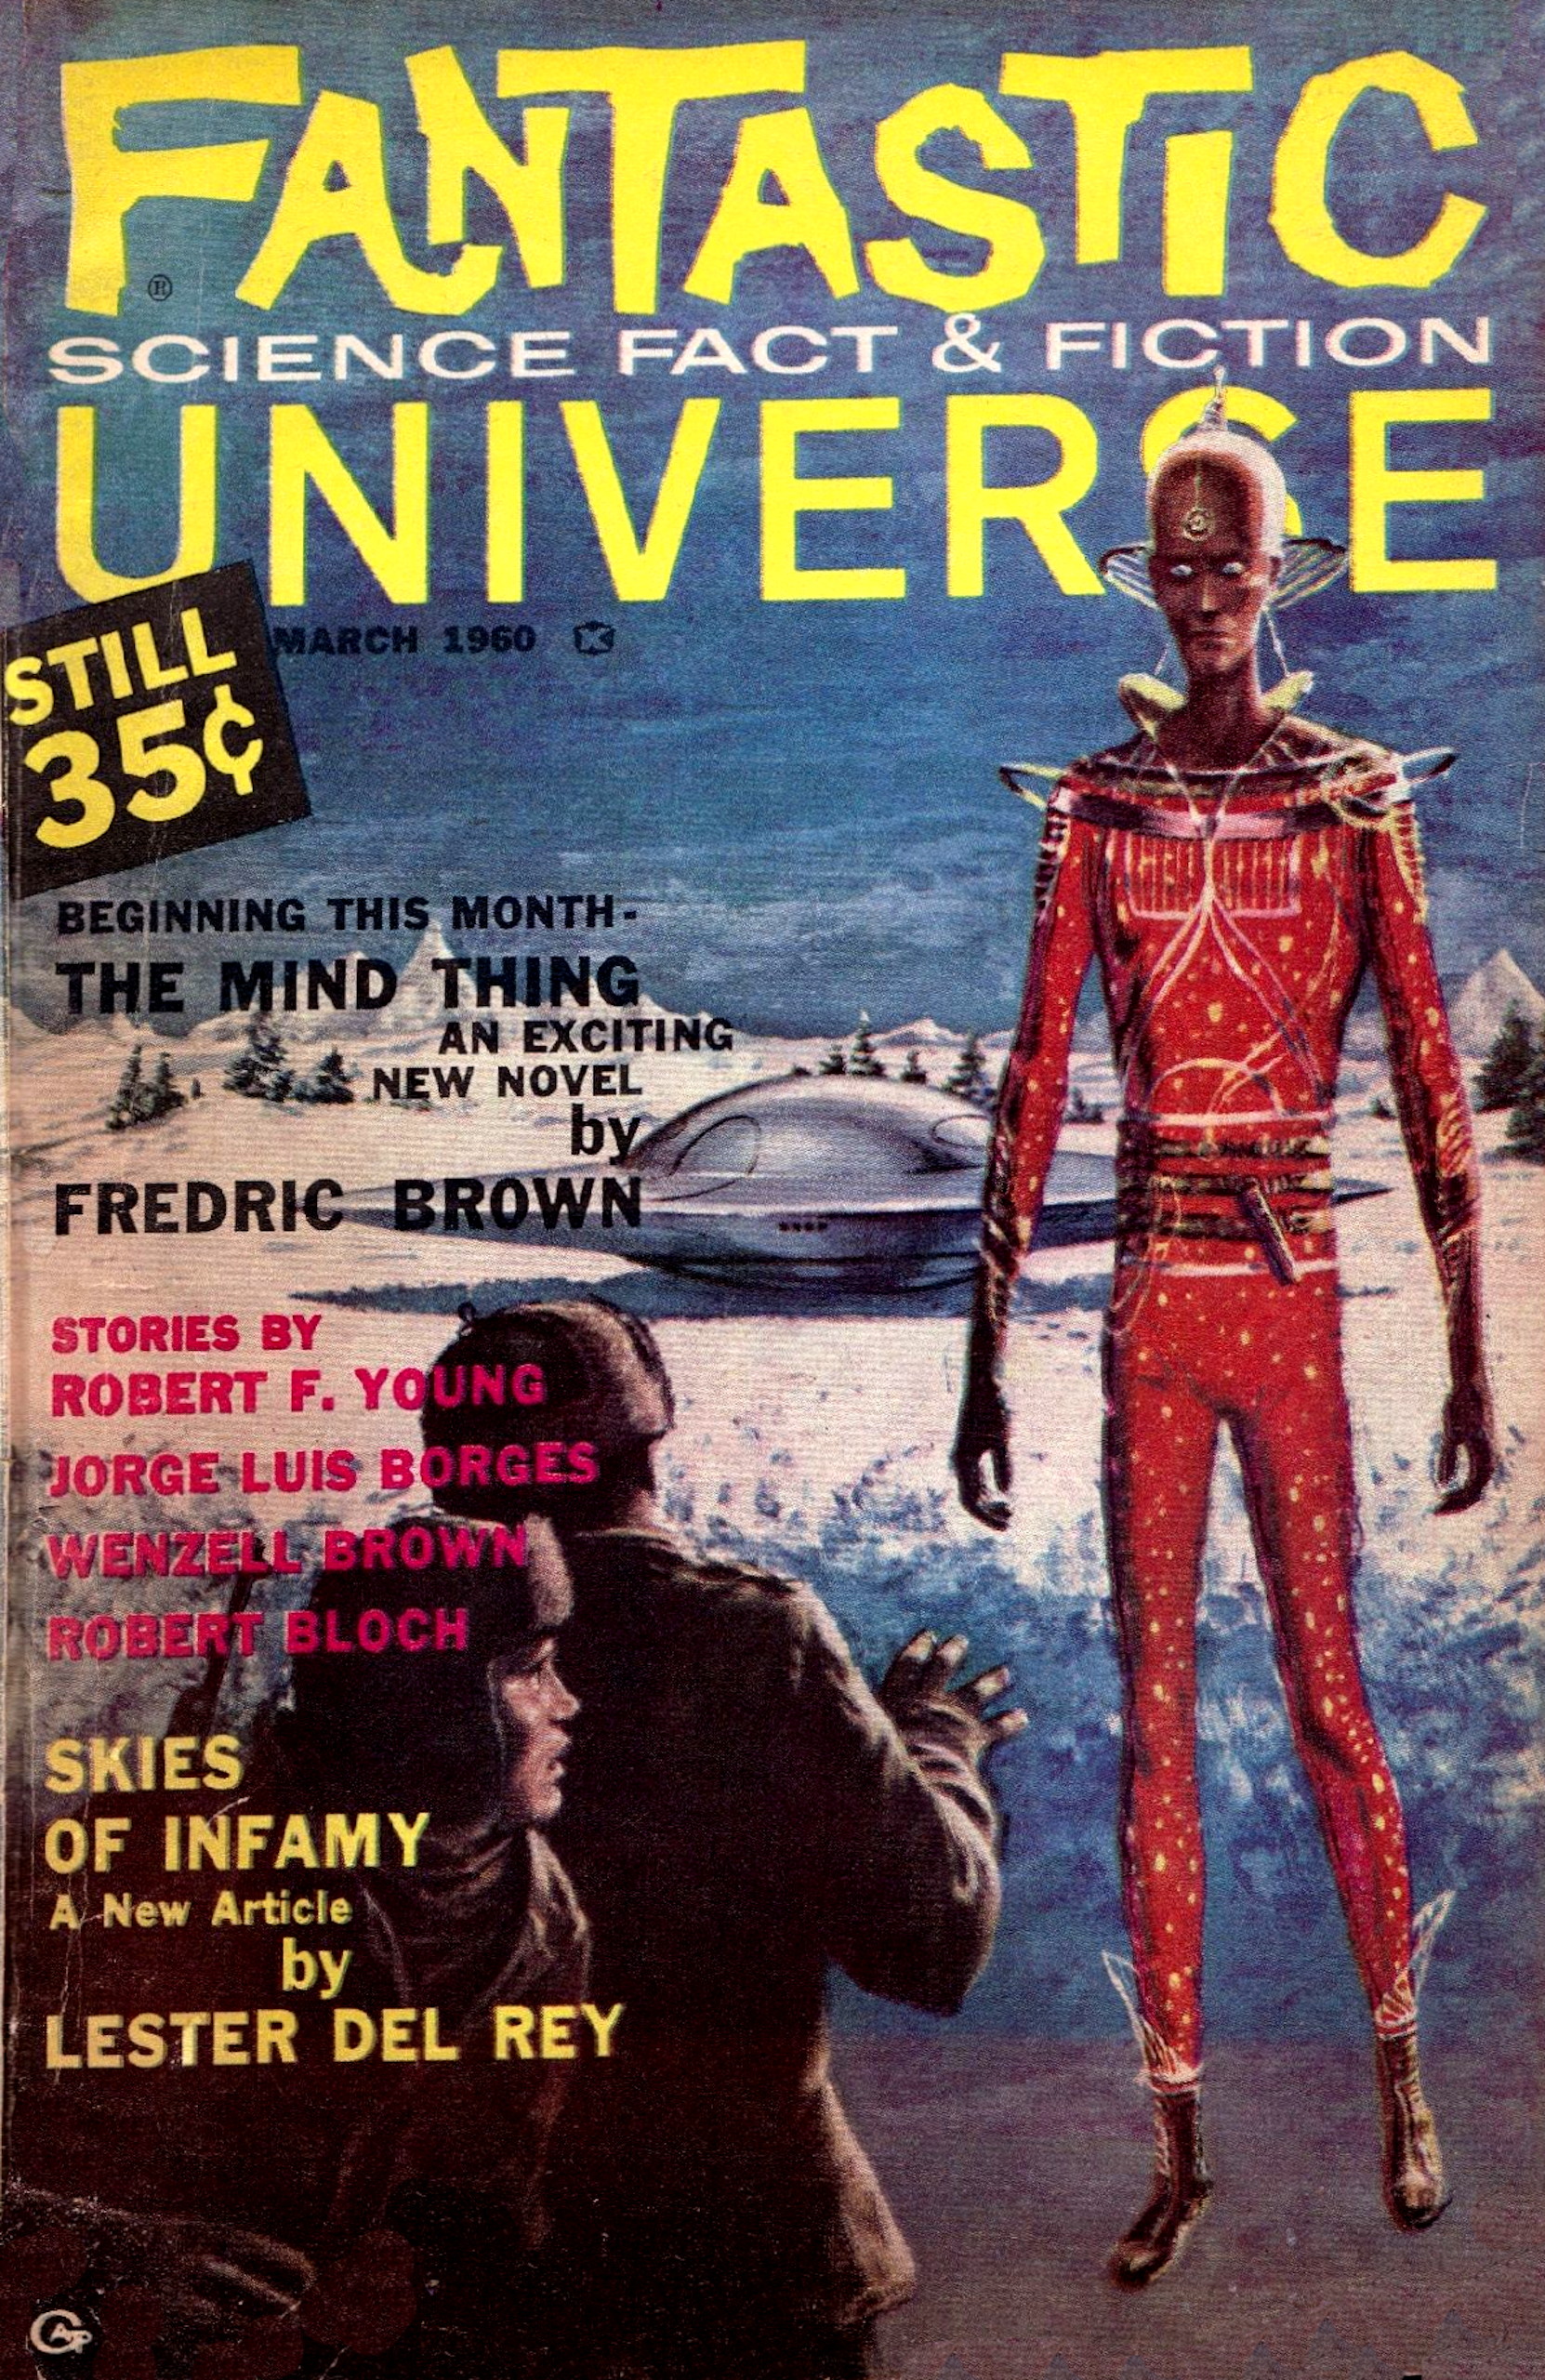 FANTASTIC
®
SCIENCE FACT & FICTION
UNIVERSE
MARCH 1960 K
STILL
35¢
BEGINNING THIS MONTH-
THE MIND THING
AN EXCITING
NEW NOVEL
by
FREDRIC BROWN
STORIES BY
ROBERT F. YOUNG
JORGE LUIS BORGES
WENZELL BROWN
ROBERT BLOCH
SKIES
OF INFAMY
A New Article
by
LESTER DEL REY